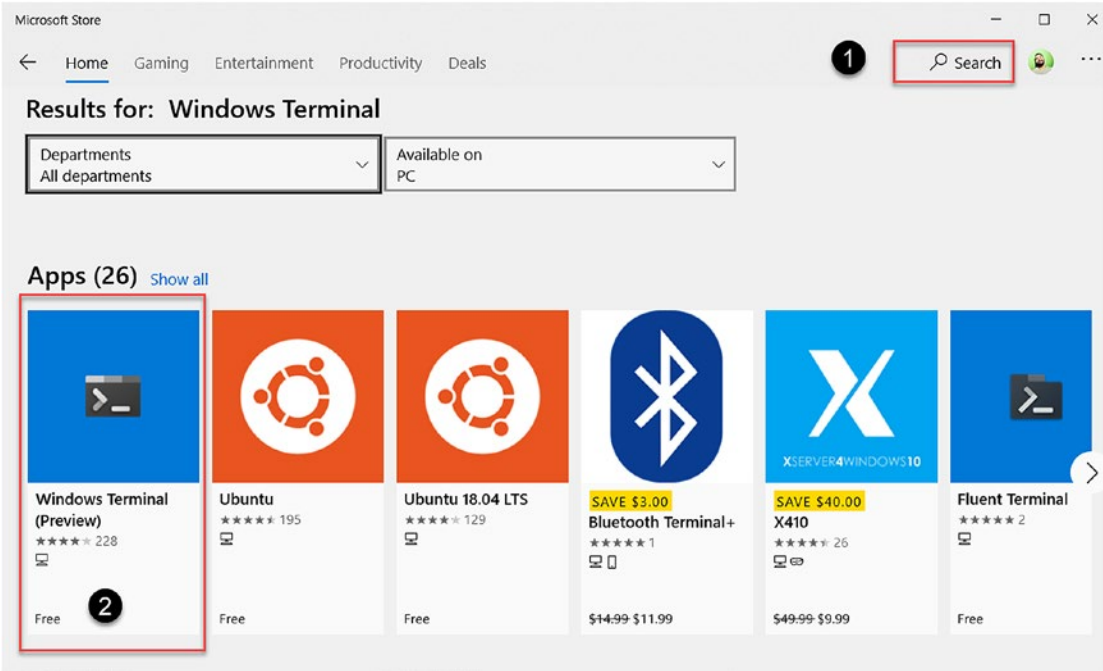 Microsoft Store
1
Home Gaming Entertainment Productivity Deals Search
Results for: Windows Terminal
Departments
All departments
Available on
PC
Apps (26) Show all
XSERVER4WINDOWS10
Windows Terminal
(Preview)
228
Free
2
Ubuntu
195
Free
Ubuntu 18.04 LTS
129
Free
SAVE $3.00
Bluetooth Terminal+
1
$14.99 $11.99
SAVE $40.00
X410
26
$49.99 $9.99
Fluent Terminal
2
Free